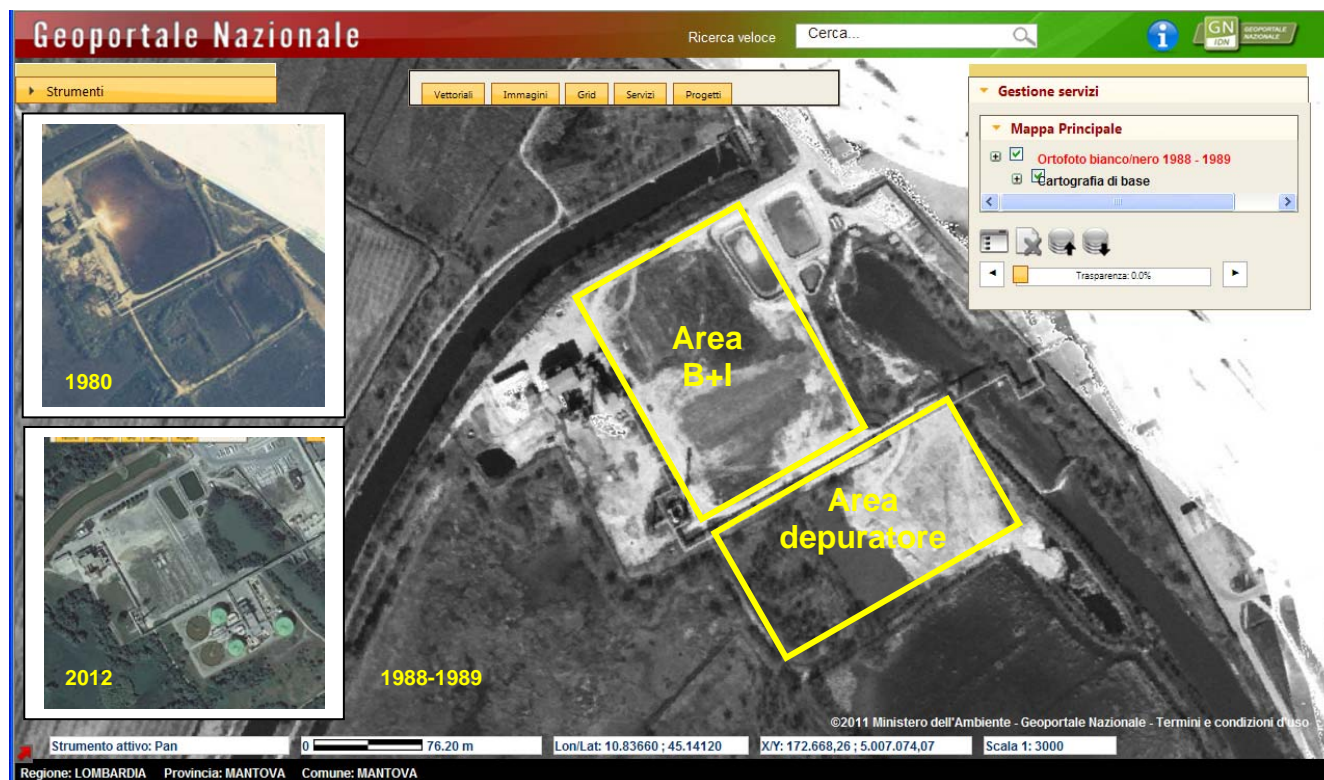 Geoportale Nazionale
Ricerca veloce
Cerca...
GN
IDN
GEOPORTALE
NAZIONALE
Strumenti
Vettoriali
Immagini
Grid
Servizi
Progetti
Gestione servizi
Mappa Principale
Ortofoto bianco/nero 1988 - 1989
Cartografia di base
Trasparenza: 0.0%
1980
Area
B+I
Area
depuratore
2012
1988-1989
©2011 Ministero dell'Ambiente - Geoportale Nazionale - Termini e condizioni d'uso
Strumento attivo: Pan
0
76.20 m
Lon/Lat: 10.83660 ; 45.14120
X/Y: 172.668,26 ; 5.007.074,07
Scala 1: 3000
Regione: LOMBARDIA Provincia: MANTOVA Comune: MANTOVA